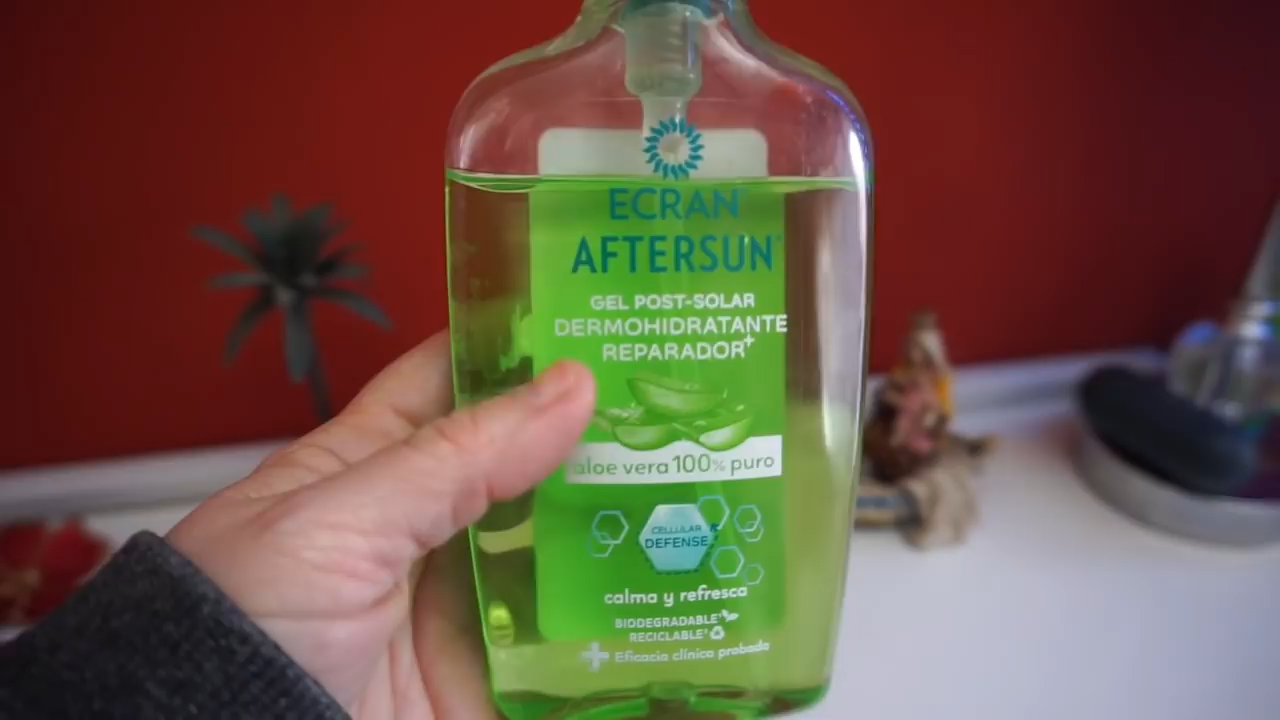 ECRAN
AFTERSUN
GEL POST-SOLAR
DERMOHIDRATANTE
REPARADOR+
aloe vera 100% puro
CELLULAR
DEFENSE
calma y refresca
BIODEGRADABLE
RECICLABLE
Eficacia clínica probada